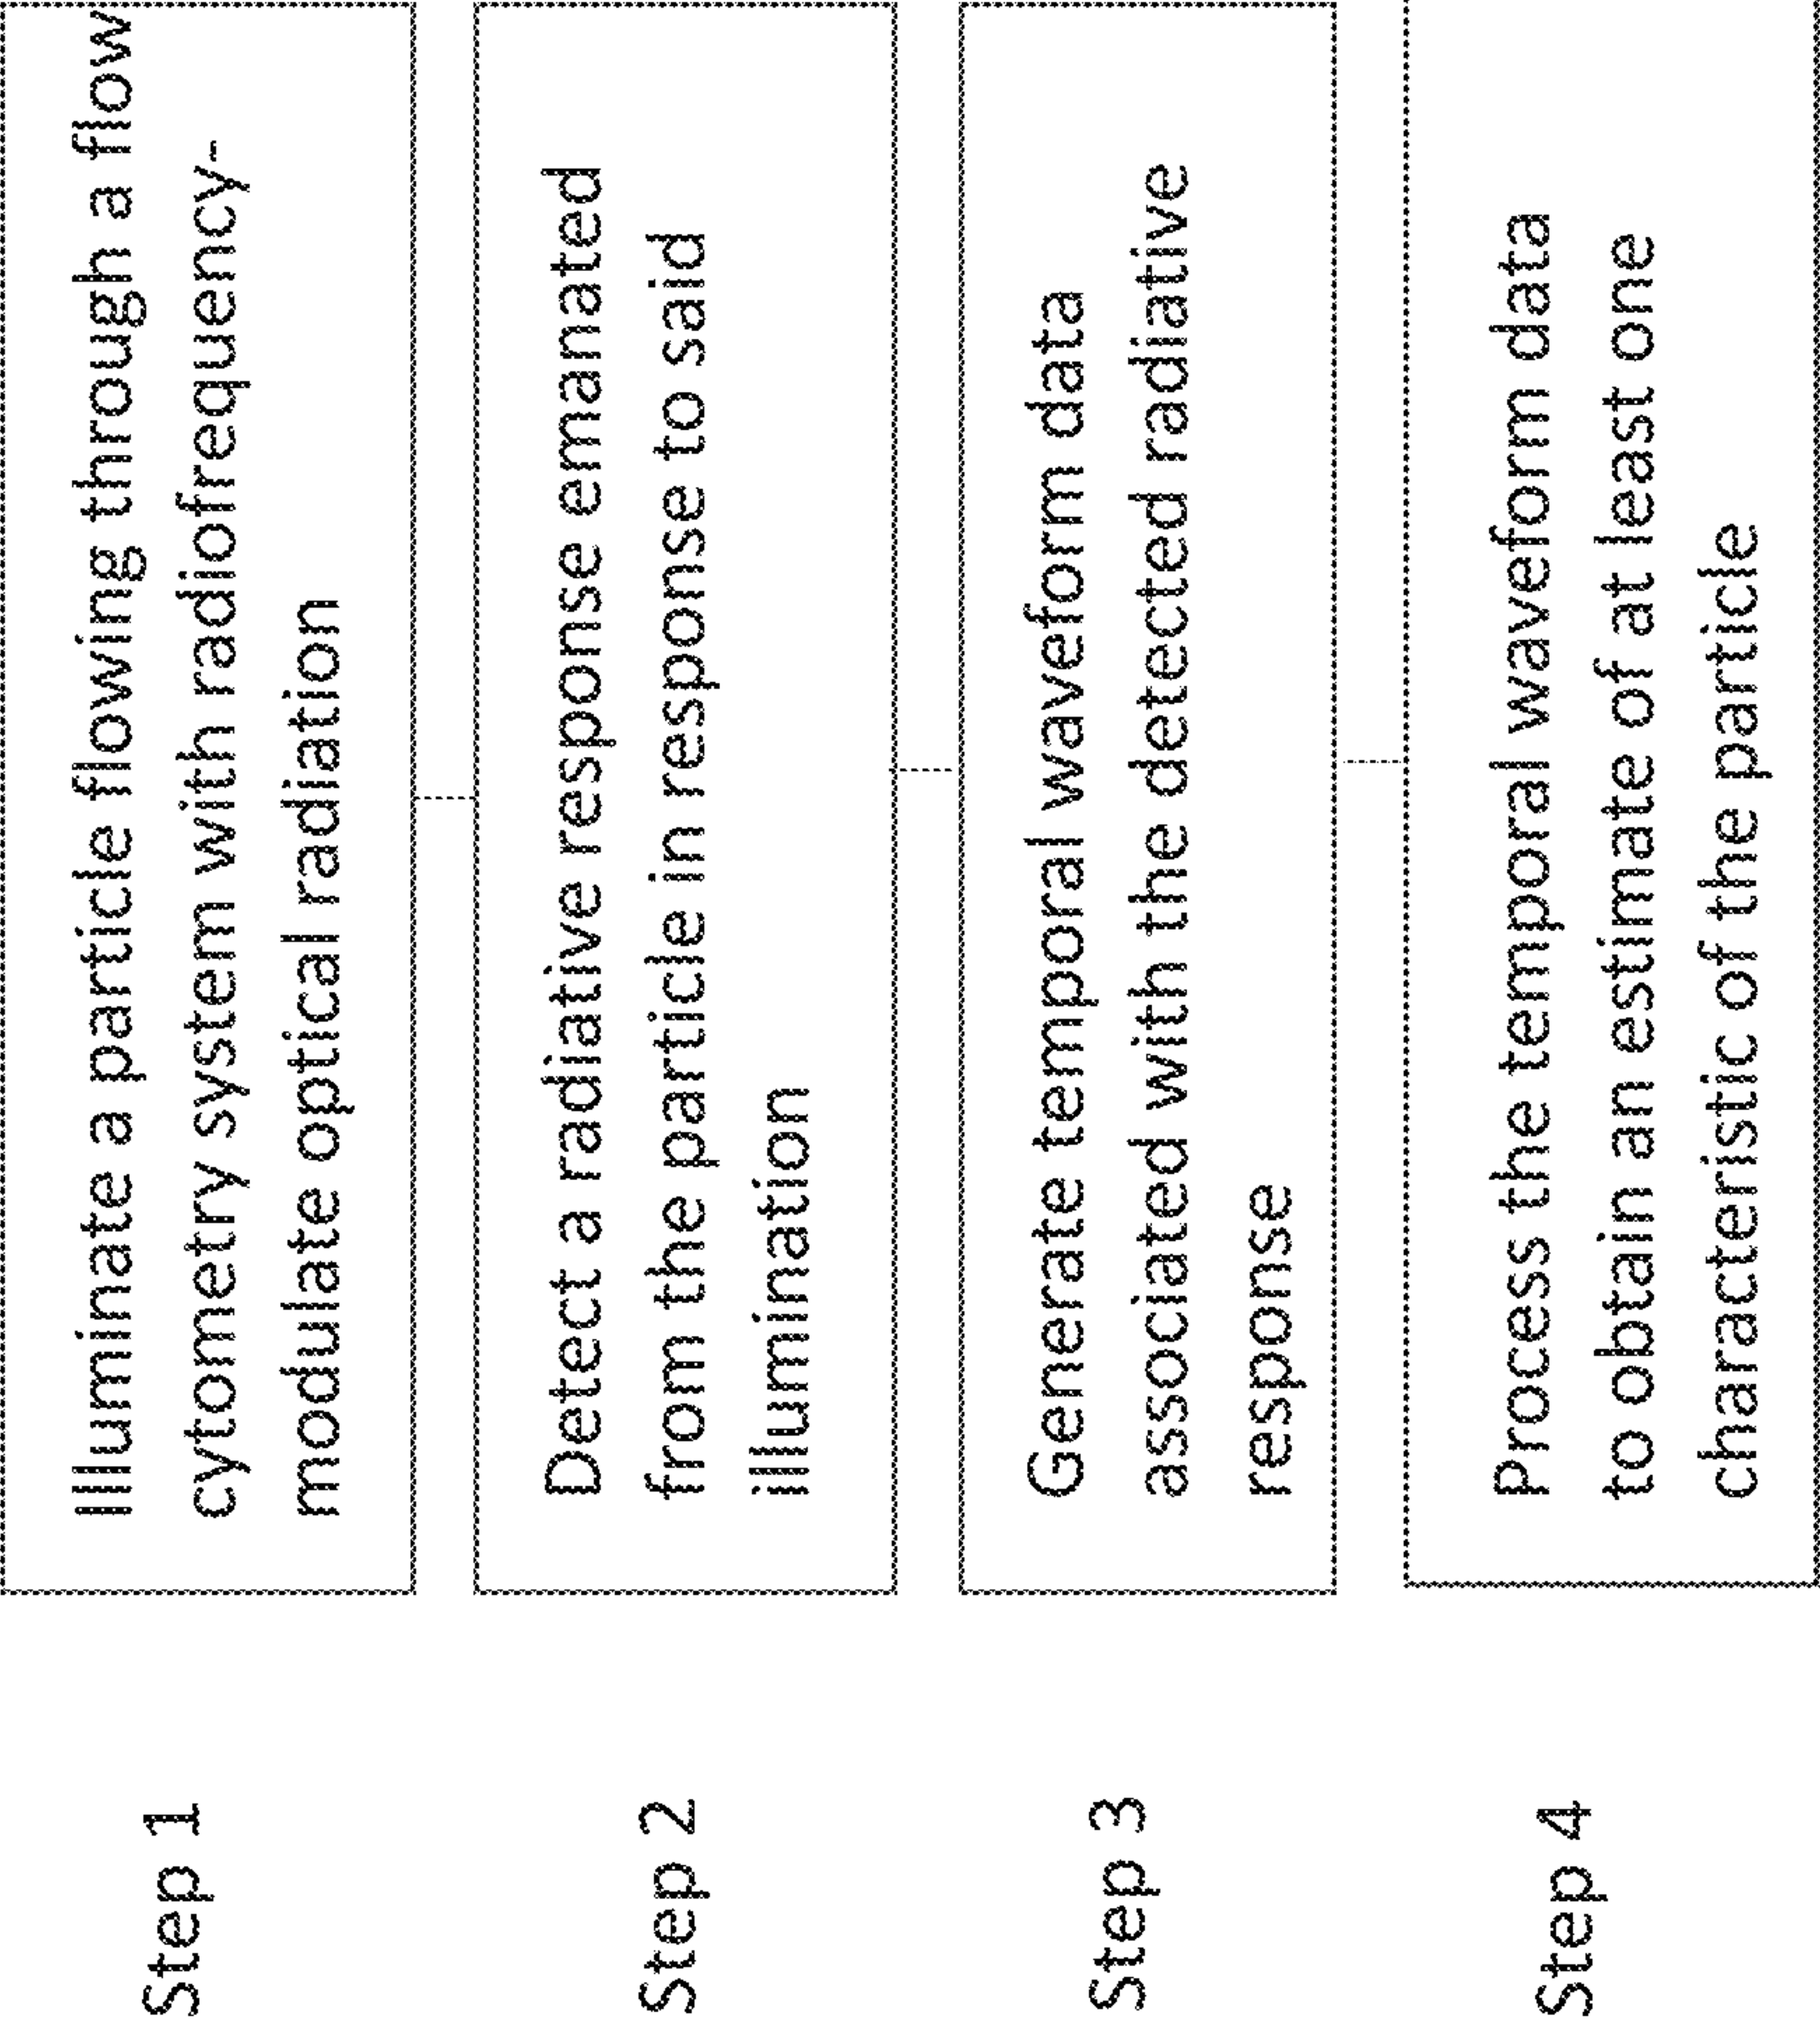 Step 1
Illuminate a particle flowing through a flow
cytometry system with radiofrequency-
modulate optical radiation
Step 2
Detect a radiative response emanated
from the particle in response to said
illumination
Step 3
Generate temporal waveform data
associated with the detected radiative
response
Step 4
Process the temporal waveform data
to obtain an estimate of at least one
characteristic of the particle